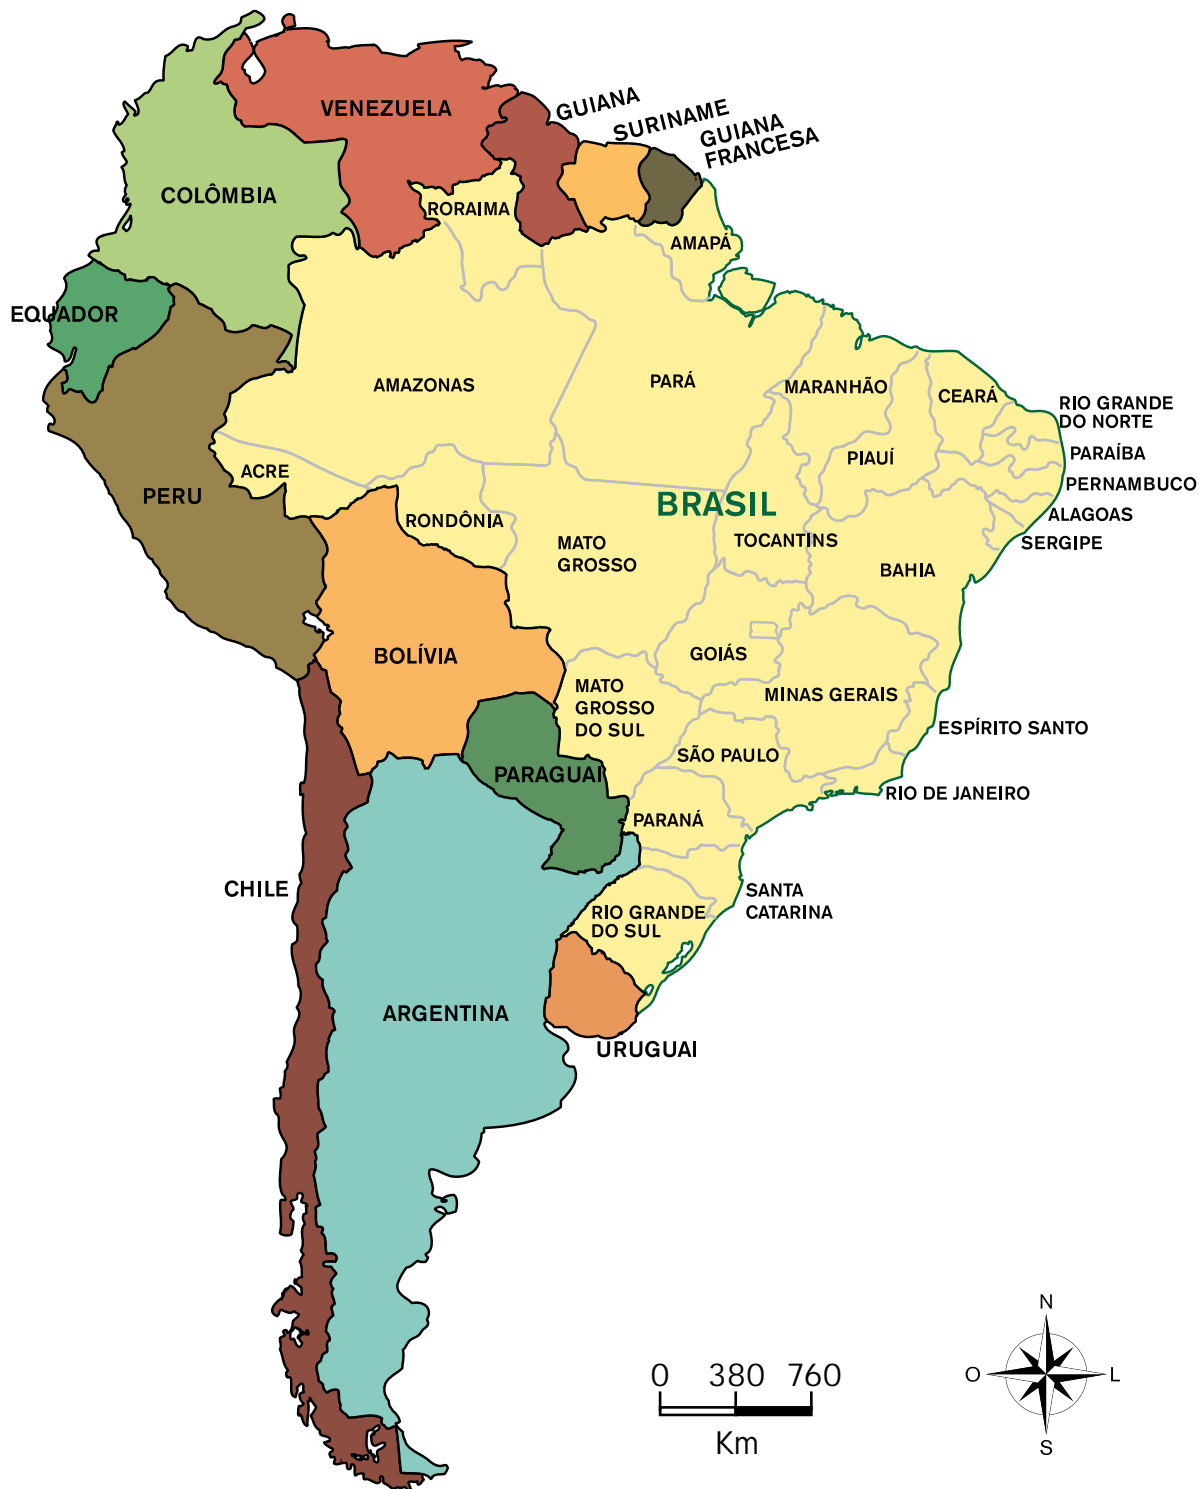 VENEZUELA
GUIANA
SURINAME
GUIANA
FRANCESA
COLÔMBIA
RORAIMA
AMAPÁ
EQUADOR
AMAZONAS
PARÁ
MARANHÃO
CEARÁ
RIO GRANDE
DO NORTE
PIAUÍ
PARAÍBA
ACRE
PERU
PERNAMBUCO
BRASIL
RONDÔNIA
ALAGOAS
MATO
GROSSO
TOCANTINS
SERGIPE
BAHIA
BOLÍVIA
GOIÁS
MATO
GROSSO
DO SUL
MINAS GERAIS
ESPÍRITO SANTO
SÃO PAULO
PARAGUAI
RIO DE JANEIRO
PARANÁ
CHILE
SANTA
CATARINA
RIO GRANDE
DO SUL
ARGENTINA
URUGUAI
0 380 760
Km
N
O L
S